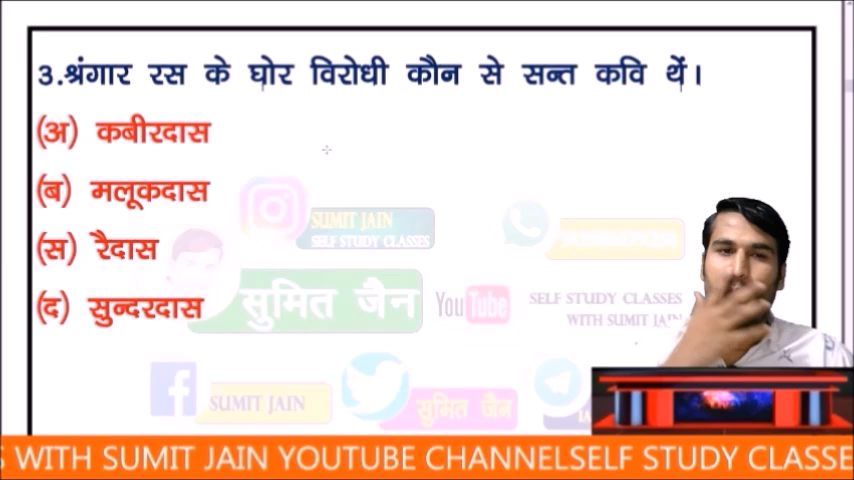 ३.श्रंगार रस के घोर विरोधी कौन से सन्त कवि थें।
(अ) कबीरदास
(ब) मलूकदास
(स) रैदास
(द) सुन्दरदास
SUMIT JAIN
SELF STUDY CLASSES
सुमित जैन
YouTube
SELF STUDY CLASSES
WITH SUMIT JAIN
SUMIT JAIN
सुमित जैन
S WITH SUMIT JAIN YOUTUBE CHANNELSELF STUDY CLASSE